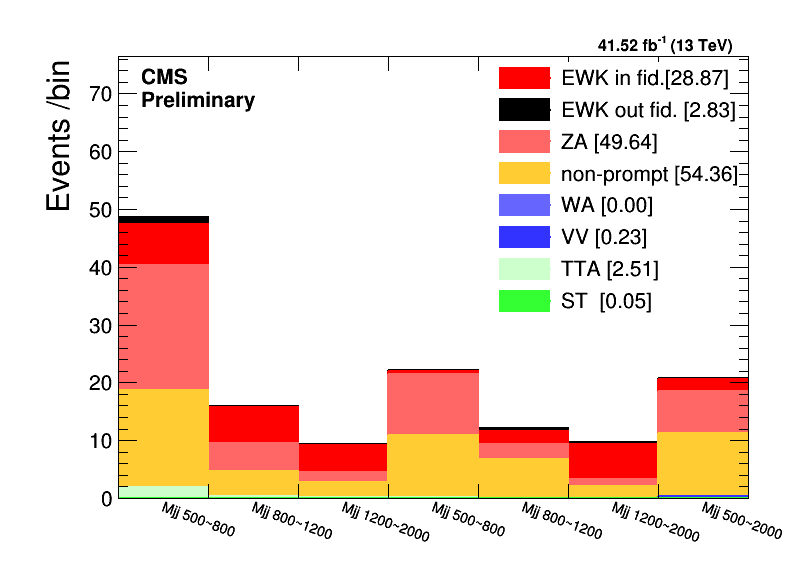 41.52 fb⁻¹ (13 TeV)
CMS
Preliminary
Events /bin
70
60
50
40
30
20
10
0
EWK in fid.[28.87]
EWK out fid. [2.83]
ZA [49.64]
non-prompt [54.36]
WA [0.00]
VV [0.23]
TTA [2.51]
ST [0.05]
Mjj 500~800
Mjj 800~1200
Mjj 1200~2000
Mjj 500~800
Mjj 800~1200
Mjj 1200~2000
Mjj 500~2000